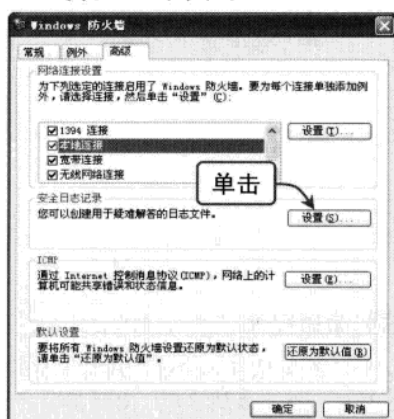 Windows 防火墙
常规 例外 高级
网络连接设置
为下列选定的连接启用了 Windows 防火墙。要为每个连接单独添加例
外，请选择连接，然后单击“设置”(C):
1394 连接
本地连接
宽带连接
无线网络连接
设置(T)...
单击
安全日志记录
您可以创建用于疑难解答的日志文件。
设置(S)...
ICMP
通过 Internet 控制消息协议(ICMP)，网络上的计
算机可能共享错误和状态信息。
设置(E)...
默认设置
要将所有 Windows 防火墙设置还原为默认状态，
请单击“还原为默认值”。
还原为默认值(R)
确定 取消